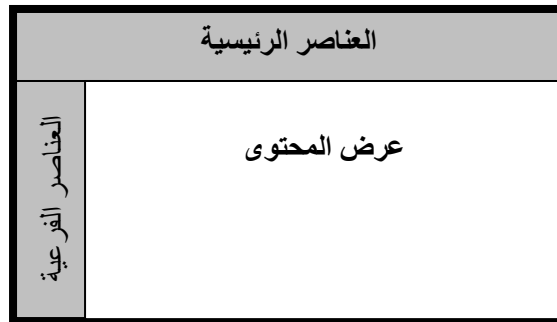 العناصر الرئيسية
عرض المحتوى
العناصر الفرعية